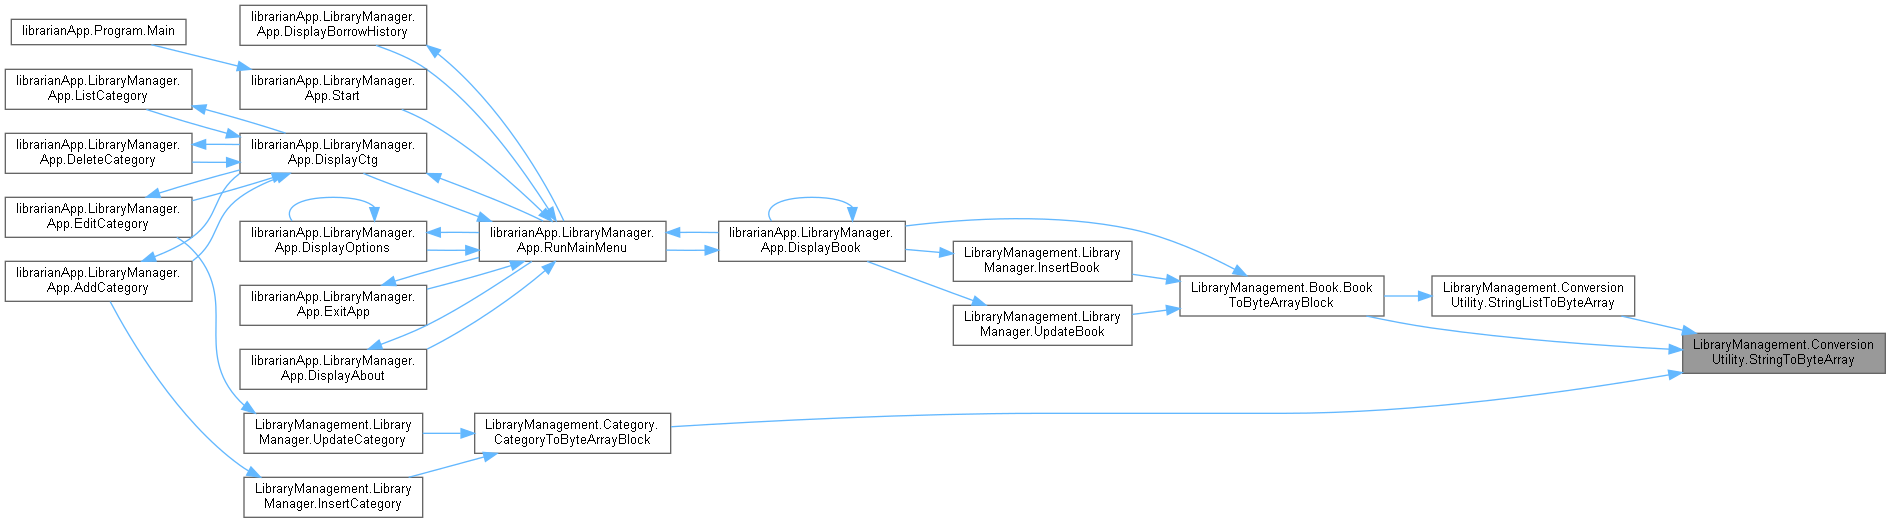 librarianApp.Program.Main
librarianApp.LibraryManager.
App.ListCategory
librarianApp.LibraryManager.
App.DeleteCategory
librarianApp.LibraryManager.
App.EditCategory
librarianApp.LibraryManager.
App.AddCategory
librarianApp.LibraryManager.
App.DisplayBorrowHistory
librarianApp.LibraryManager.
App.Start
librarianApp.LibraryManager.
App.DisplayCtg
librarianApp.LibraryManager.
App.DisplayOptions
librarianApp.LibraryManager.
App.ExitApp
librarianApp.LibraryManager.
App.DisplayAbout
LibraryManagement.Library
Manager.UpdateCategory
LibraryManagement.Library
Manager.InsertCategory
librarianApp.LibraryManager.
App.RunMainMenu
LibraryManagement.Category.
CategoryToByteArrayBlock
librarianApp.LibraryManager.
App.DisplayBook
LibraryManagement.Library
Manager.InsertBook
LibraryManagement.Library
Manager.UpdateBook
LibraryManagement.Book.Book
ToByteArrayBlock
LibraryManagement.Conversion
Utility.StringListToByteArray
LibraryManagement.Conversion
Utility.StringToByteArray